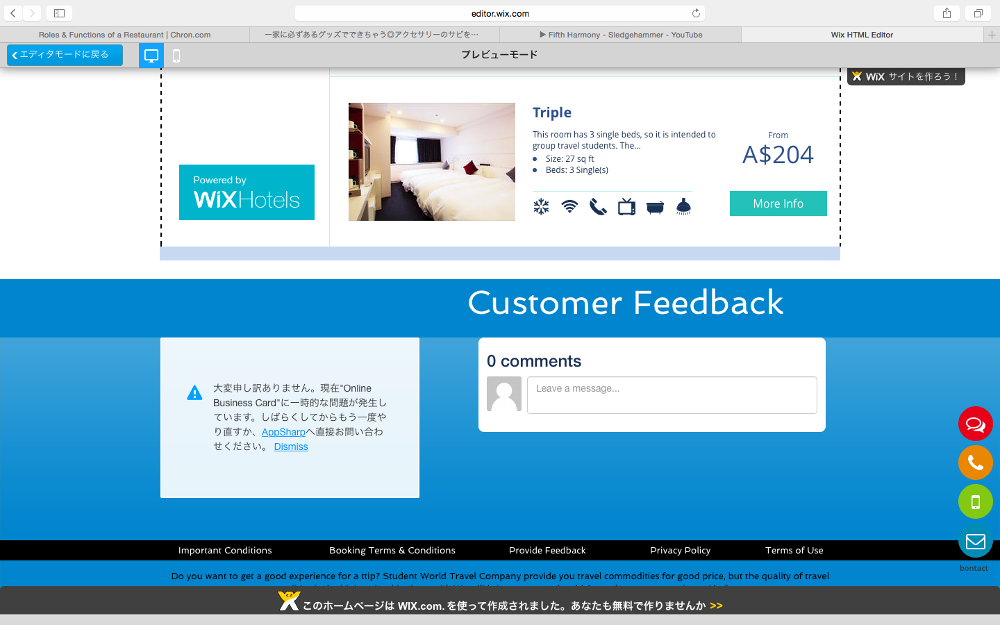 editor.wix.com
Roles & Functions of a Restaurant | Chron.com
一家に必ずあるグッズでできちゃう◎アクセサリーのサビを…
▶ Fifth Harmony - Sledgehammer - YouTube
Wix HTML Editor
エディタモードに戻る
プレビューモード
WiX サイトを作ろう！
Triple
This room has 3 single beds, so it is intended to
group travel students. The...
Size: 27 sq ft
Beds: 3 Single(s)
From
A$204
More Info
Powered by
WiXHotels
Customer Feedback
大変申し訳ありません。現在"Online
Business Card"に一時的な問題が発生し
ています。しばらくしてからもう一度や
り直すか、AppSharpへ直接お問い合わ
せください。 Dismiss
0 comments
Leave a message...
Important Conditions
Booking Terms & Conditions
Provide Feedback
Privacy Policy
Terms of Use
bontact
Do you want to get a good experience for a ttip? Student World Travel Company provide you travel commodities for good price, but the quality of travel
このホームページは WIX.com. を使って作成されました。あなたも無料で作りませんか >>